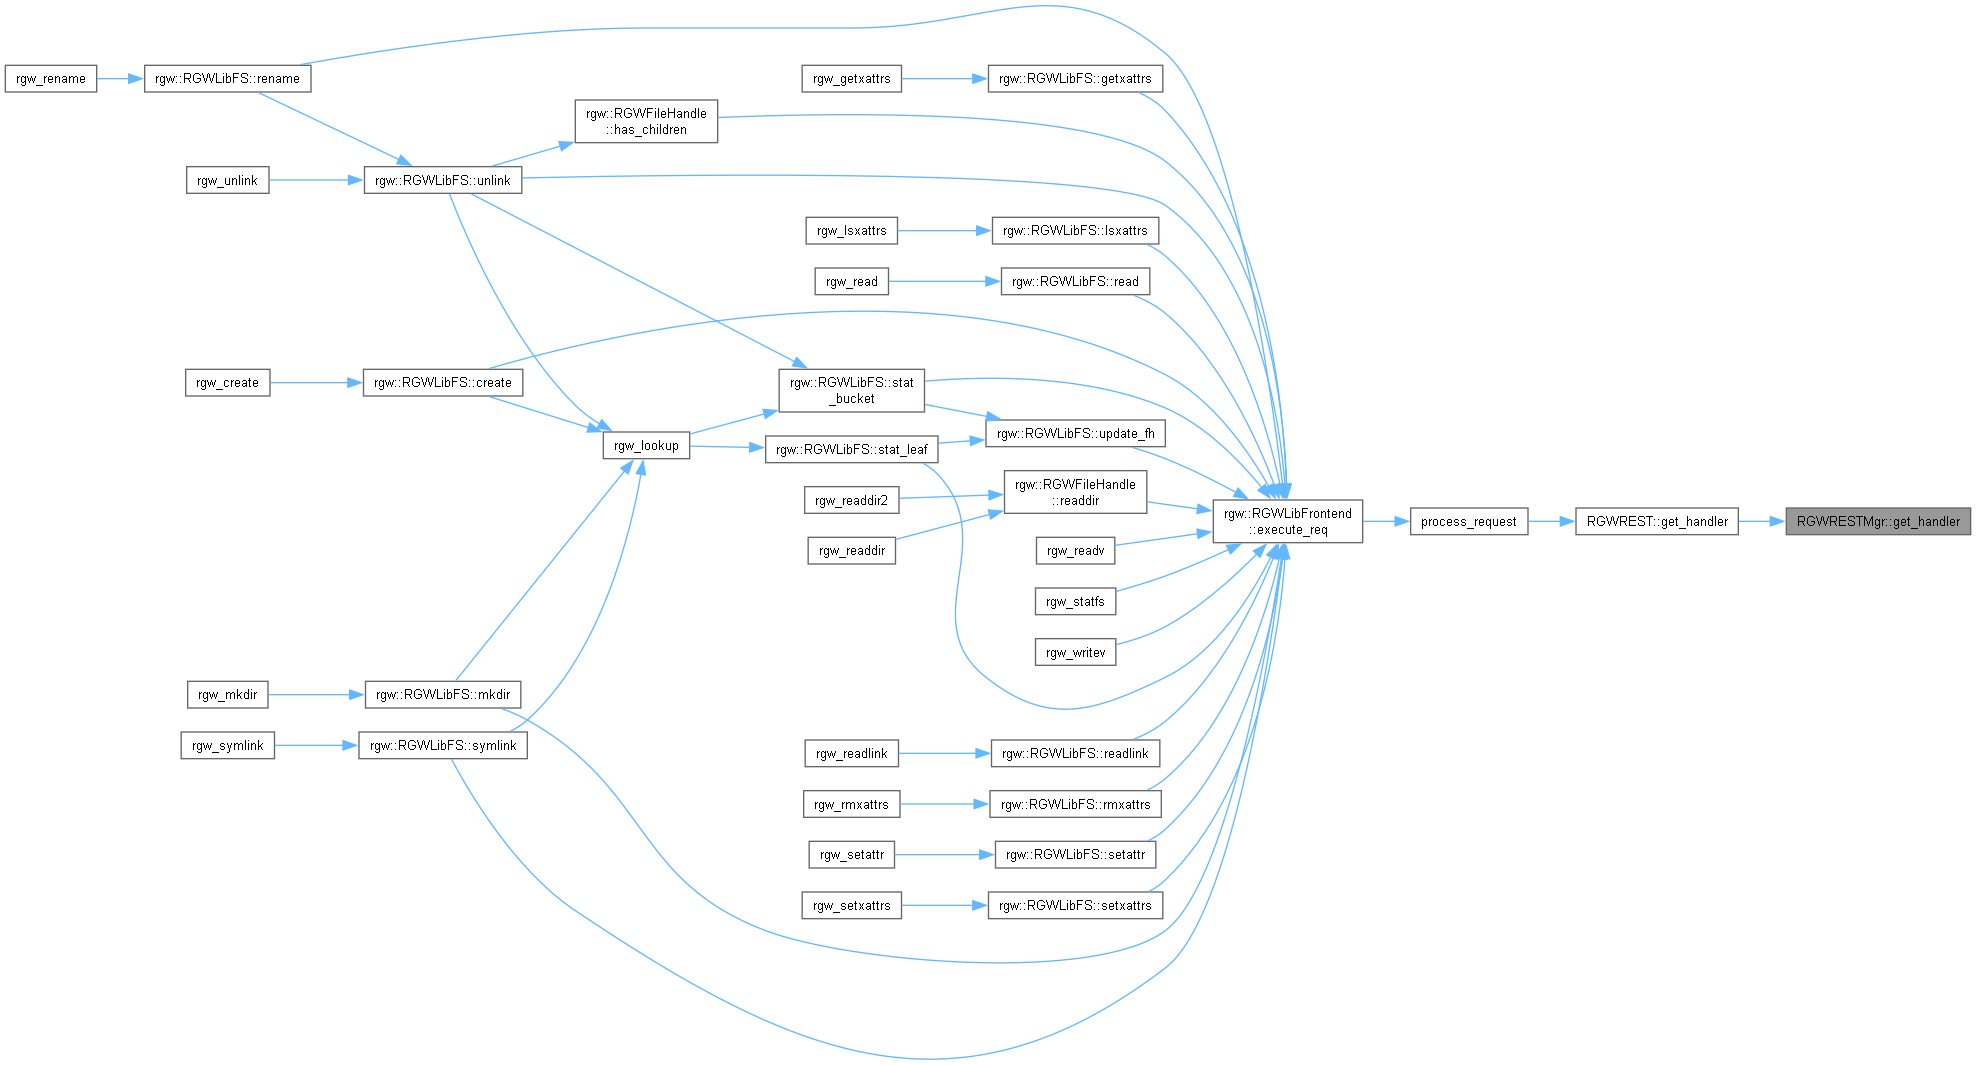 rgw_rename
rgw::RGWLibFS::rename
rgw_getxattrs
rgw::RGWLibFS::getxattrs
rgw::RGWFileHandle
::has_children
rgw_unlink
rgw::RGWLibFS::unlink
rgw_lsxattrs
rgw::RGWLibFS::lsxattrs
rgw_read
rgw::RGWLibFS::read
rgw_create
rgw::RGWLibFS::create
rgw::RGWLibFS::stat
_bucket
rgw::RGWLibFS::update_fh
rgw_lookup
rgw::RGWLibFS::stat_leaf
rgw_readdir2
rgw::RGWFileHandle
::readdir
rgw::RGWLibFrontend
::execute_req
process_request
RGWREST::get_handler
RGWRESTMgr::get_handler
rgw_readdir
rgw_readv
rgw_statfs
rgw_writev
rgw_mkdir
rgw::RGWLibFS::mkdir
rgw_symlink
rgw::RGWLibFS::symlink
rgw_readlink
rgw::RGWLibFS::readlink
rgw_rmxattrs
rgw::RGWLibFS::rmxattrs
rgw_setattr
rgw::RGWLibFS::setattr
rgw_setxattrs
rgw::RGWLibFS::setxattrs